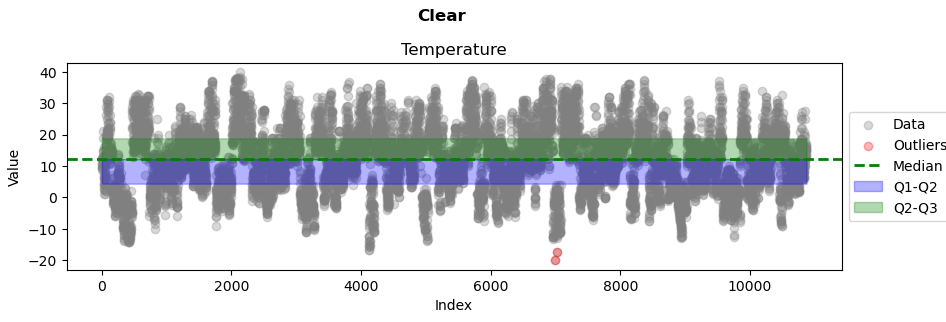 Clear
Temperature
Value
40
30
20
10
0
−10
−20
0
2000
4000
6000
8000
10000
Index
Data
Outliers
Median
Q1-Q2
Q2-Q3